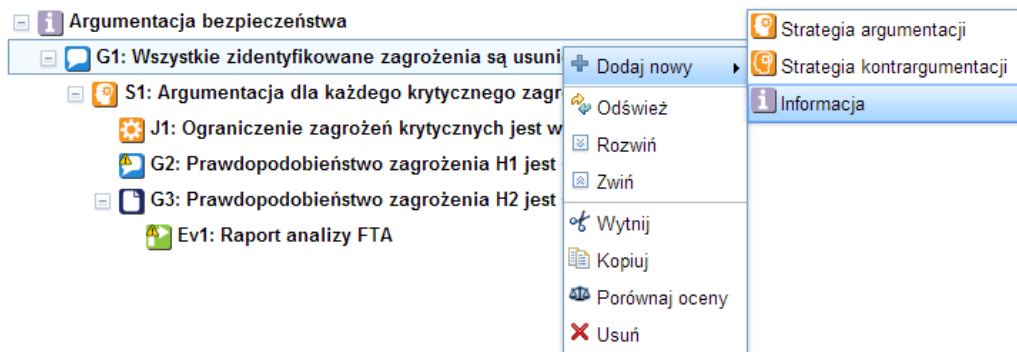 Argumentacja bezpieczeństwa
G1: Wszystkie zidentyfikowane zagrożenia są
S1: Argumentacja dla każdego krytycznego
J1: Ograniczenie zagrożeń krytycznych jest
G2: Prawdopodobieństwo zagrożenia H1 jest
G3: Prawdopodobieństwo zagrożenia H2 jest
Ev1: Raport analizy FTA
Dodaj nowy
Odśwież
Rozwiń
Zwiń
Wytnij
Kopiuj
Porównaj oceny
Usuń
Strategia argumentacji
Strategia kontrargumentacji
Informacja